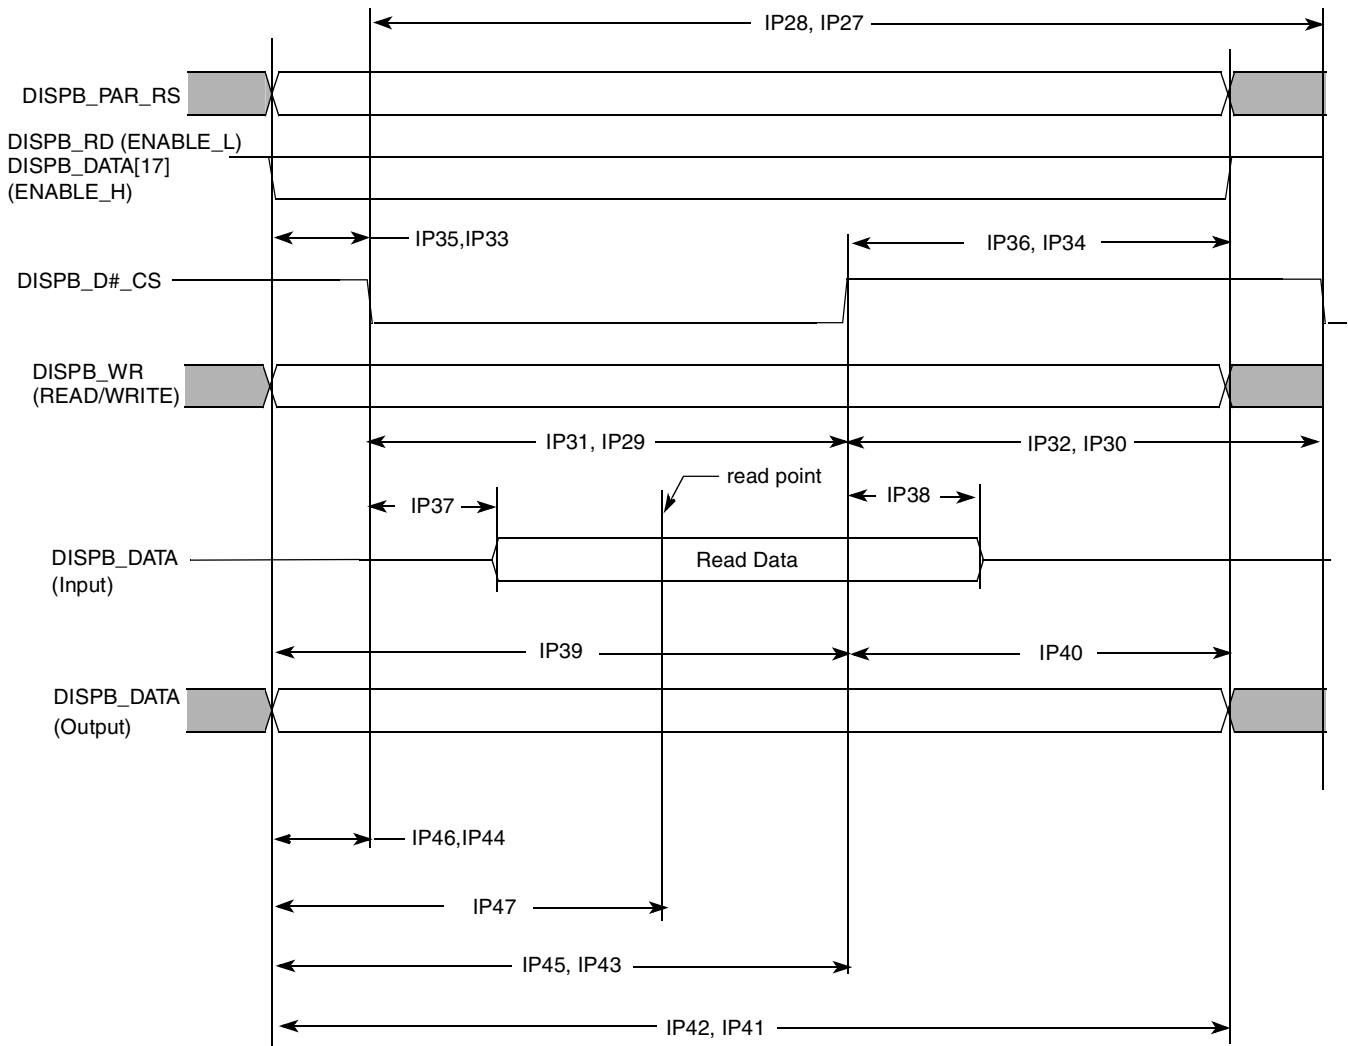 IP28, IP27
DISPB_PAR_RS
DISPB_RD (ENABLE_L)
DISPB_DATA[17]
(ENABLE_H)
IP35,IP33
IP36, IP34
DISPB_D#_CS
DISPB_WR
(READ/WRITE)
IP31, IP29
IP32, IP30
read point
IP37
IP38
DISPB_DATA
(Input)
Read Data
IP39
IP40
DISPB_DATA
(Output)
IP46,IP44
IP47
IP45, IP43
IP42, IP41